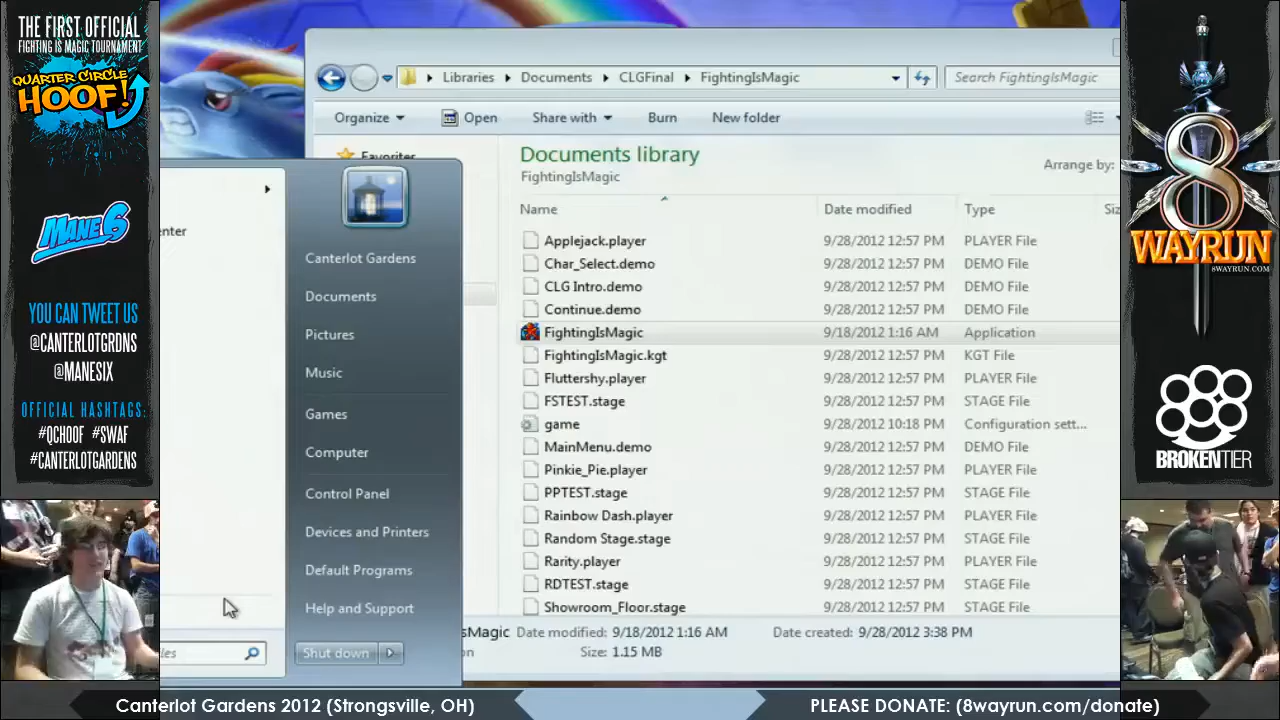 THE FIRST OFFICIAL
FIGHTING IS MAGIC TOURNAMENT
QUARTER CIRCLE
HOOF!
MANE6
YOU CAN TWEET US
@CANTERLOTGRDNS
@MANESIX
OFFICIAL HASHTAGS:
#QCHOOF #SWAF
#CANTERLOTGARDENS
Libraries Documents CLGFinal FightingIsMagic
Search FightingIsMagic
Organize Open Share with Burn New folder
Favorites
Documents library
FightingIsMagic
Arrange by:
Name Date modified Type
Applejack.player 9/28/2012 12:57 PM PLAYER File
Char_Select.demo 9/28/2012 12:57 PM DEMO File
CLG Intro.demo 9/28/2012 12:57 PM DEMO File
Continue.demo 9/28/2012 12:57 PM DEMO File
FightingIsMagic 9/18/2012 1:16 AM Application
FightingIsMagic.kgt 9/28/2012 12:57 PM KGT File
Fluttershy.player 9/28/2012 12:57 PM PLAYER File
FSTEST.stage 9/28/2012 12:57 PM STAGE File
game 9/28/2012 10:18 PM Configuration sett...
MainMenu.demo 9/28/2012 12:57 PM DEMO File
Pinkie_Pie.player 9/28/2012 12:57 PM PLAYER File
PPTEST.stage 9/28/2012 12:57 PM STAGE File
Rainbow Dash.player 9/28/2012 12:57 PM PLAYER File
Random Stage.stage 9/28/2012 12:57 PM STAGE File
Rarity.player 9/28/2012 12:57 PM PLAYER File
RDTEST.stage 9/28/2012 12:57 PM STAGE File
Showroom_Floor.stage 9/28/2012 12:57 PM STAGE File
sMagic Date modified: 9/18/2012 1:16 AM Date created: 9/28/2012 3:38 PM
on Size: 1.15 MB
enter
Canterlot Gardens
Documents
Pictures
Music
Games
Computer
Control Panel
Devices and Printers
Default Programs
Help and Support
les
Shut down
8
WAYRUN
8WAYRUN.COM
BROKENTIER
Canterlot Gardens 2012 (Strongsville, OH)
PLEASE DONATE: (8wayrun.com/donate)